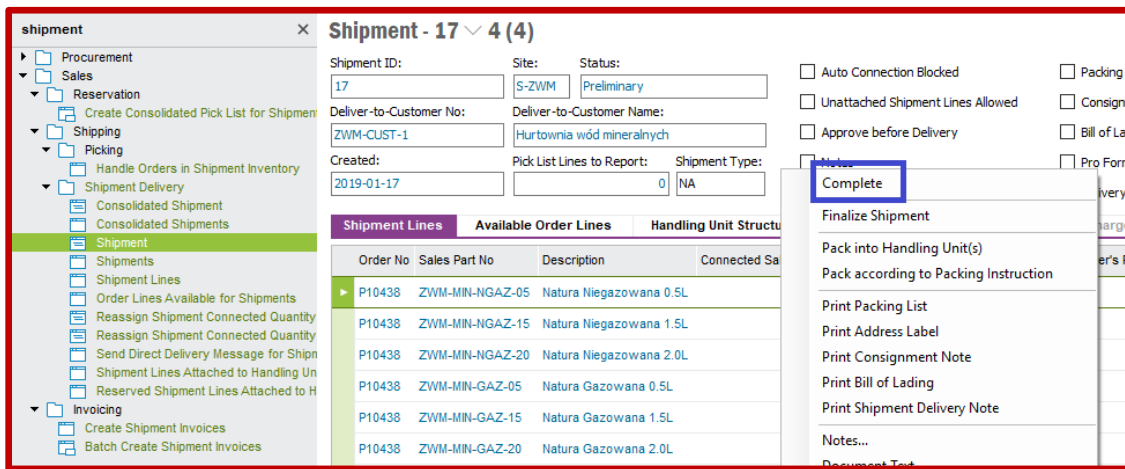 shipment
Procurement
Sales
Reservation
Create Consolidated Pick List for Shipment
Shipping
Picking
Handle Orders in Shipment Inventory
Shipment Delivery
Consolidated Shipment
Consolidated Shipments
Shipment
Shipments
Shipment Lines
Order Lines Available for Shipments
Reassign Shipment Connected Quantity
Reassign Shipment Connected Quantity
Send Direct Delivery Message for Shipm
Shipment Lines Attached to Handling Un
Reserved Shipment Lines Attached to H
Invoicing
Create Shipment Invoices
Batch Create Shipment Invoices
Shipment - 17 4 (4)
Shipment ID: Site: Status:
17 S-ZWM Preliminary
Deliver-to-Customer No: Deliver-to-Customer Name:
ZWM-CUST-1 Hurtownia wód mineralnych
Created: Pick List Lines to Report: Shipment Type:
2019-01-17 0 NA
Auto Connection Blocked Packing
Unattached Shipment Lines Allowed Consign
Approve before Delivery Bill of La
Notes Pro Form
ivery
Shipment Lines Available Order Lines Handling Unit Structu harg
Order No Sales Part No Description Connected Sal er's P
P10438 ZWM-MIN-NGAZ-05 Natura Niegazowana 0.5L
P10438 ZWM-MIN-NGAZ-15 Natura Niegazowana 1.5L
P10438 ZWM-MIN-NGAZ-20 Natura Niegazowana 2.0L
P10438 ZWM-MIN-GAZ-05 Natura Gazowana 0.5L
P10438 ZWM-MIN-GAZ-15 Natura Gazowana 1.5L
P10438 ZWM-MIN-GAZ-20 Natura Gazowana 2.0L
Complete
Finalize Shipment
Pack into Handling Unit(s)
Pack according to Packing Instruction
Print Packing List
Print Address Label
Print Consignment Note
Print Bill of Lading
Print Shipment Delivery Note
Notes...
Document Text